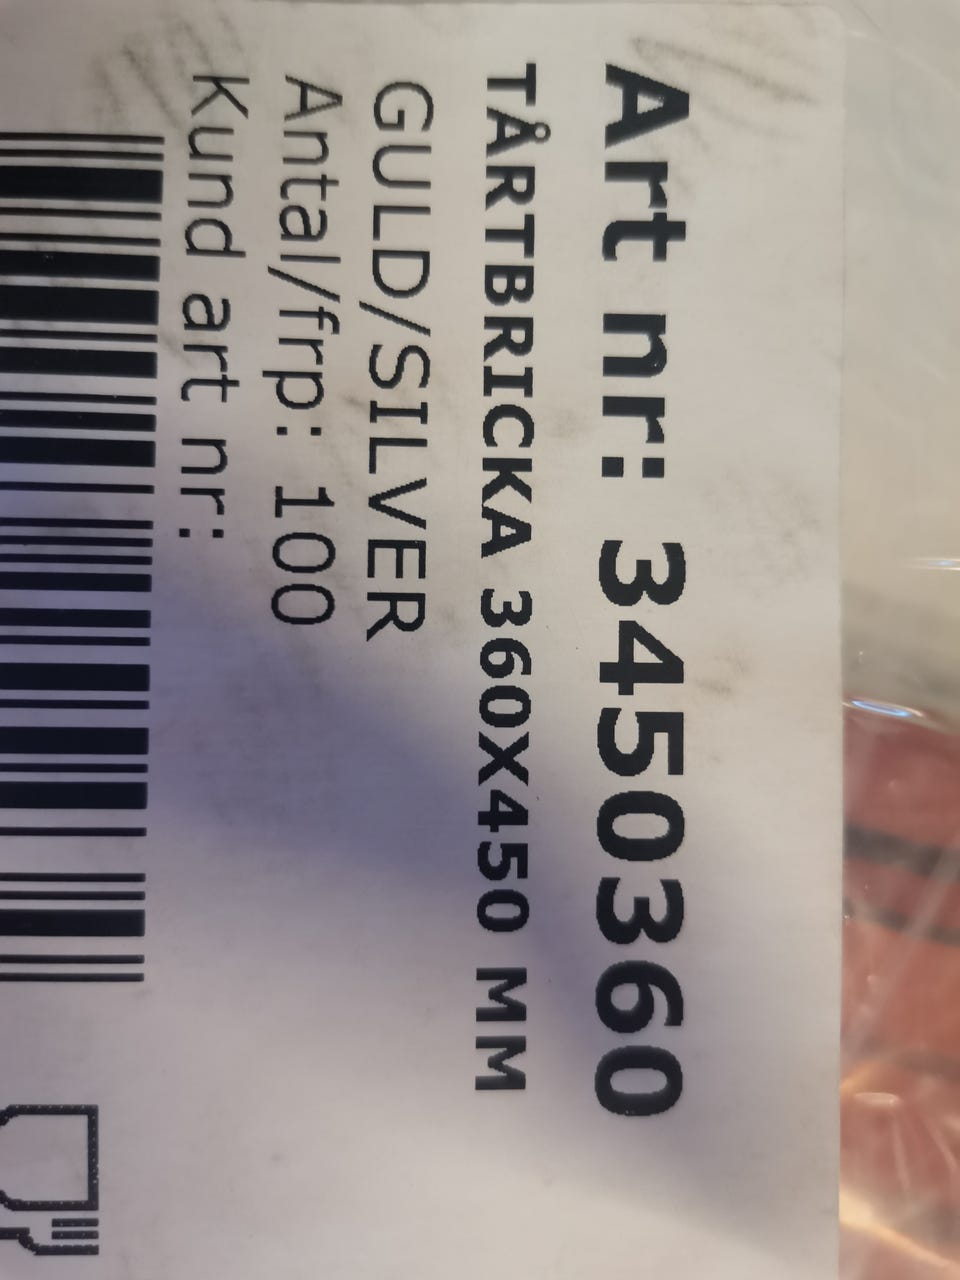 Art nr: 3450360
TÅRTBRICKA 360X450 MM
GULD/SILVER
Antal/frp: 100
Kund art nr: